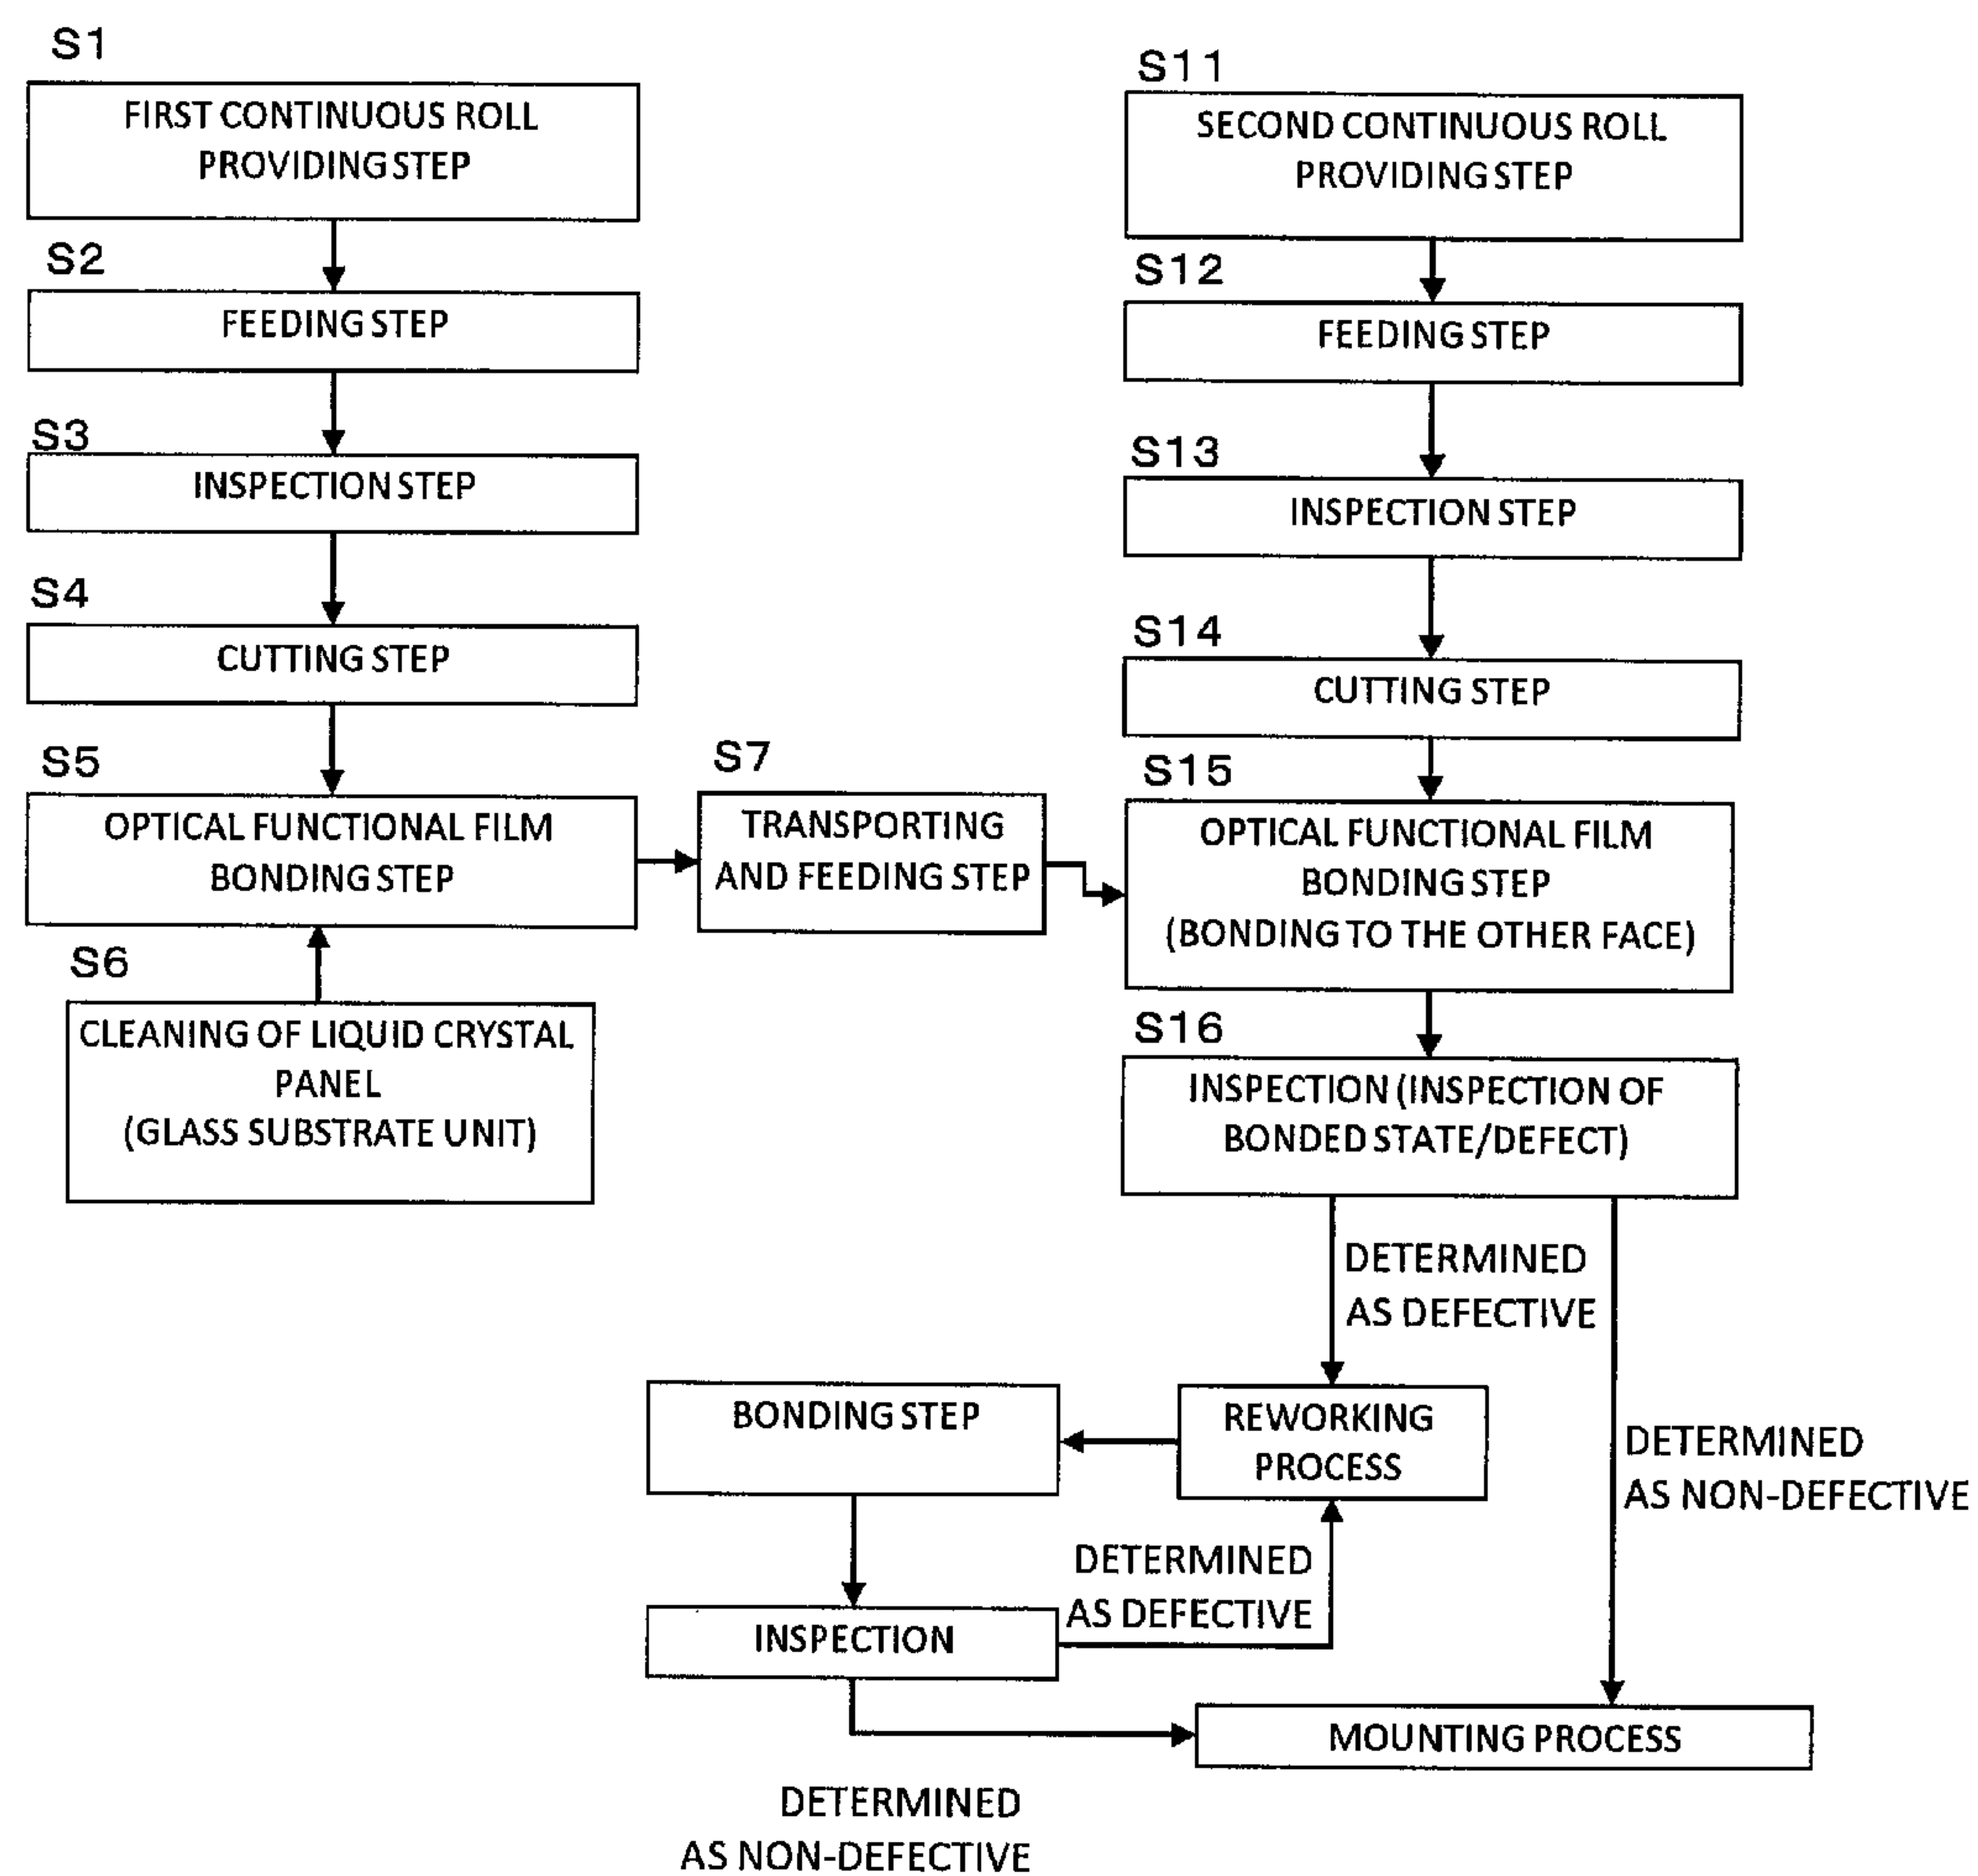 S1
FIRST CONTINUOUS ROLL
PROVIDING STEP
S2
FEEDING STEP
S3
INSPECTION STEP
S4
CUTTING STEP
S5
OPTICAL FUNCTIONAL FILM
BONDING STEP
S6
CLEANING OF LIQUID CRYSTAL
PANEL
(GLASS SUBSTRATE UNIT)
S7
TRANSPORTING
AND FEEDING STEP
S11
SECOND CONTINUOUS ROLL
PROVIDING STEP
S12
FEEDING STEP
S13
INSPECTION STEP
S14
CUTTING STEP
S15
OPTICAL FUNCTIONAL FILM
BONDING STEP
(BONDING TO THE OTHER FACE)
S16
INSPECTION (INSPECTION OF
BONDED STATE/DEFECT)
DETERMINED
AS DEFECTIVE
REWORKING
PROCESS
BONDING STEP
DETERMINED
AS NON-DEFECTIVE
DETERMINED
AS DEFECTIVE
INSPECTION
MOUNTING PROCESS
DETERMINED
AS NON-DEFECTIVE